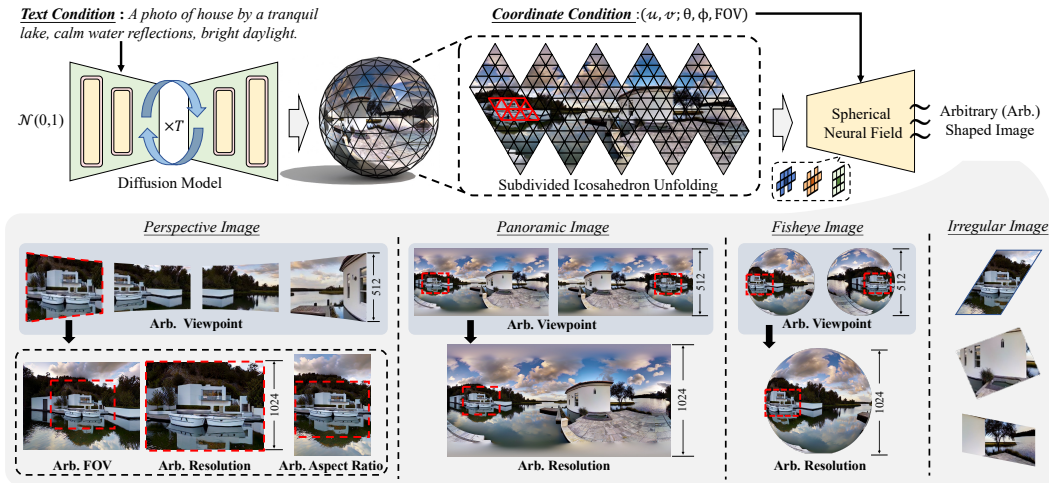 Text Condition : A photo of house by a tranquil
lake, calm water reflections, bright daylight.
Coordinate Condition :(u, v; θ, ϕ, FOV)
𝒩(0,1)
×T
Diffusion Model
Subdivided Icosahedron Unfolding
Spherical
Neural Field
Arbitrary (Arb.)
Shaped Image
Perspective Image
Panoramic Image
Fisheye Image
Irregular Image
512
512
512
Arb. Viewpoint
Arb. Viewpoint
Arb. Viewpoint
1024
1024
1024
Arb. FOV
Arb. Resolution
Arb. Aspect Ratio
Arb. Resolution
Arb. Resolution